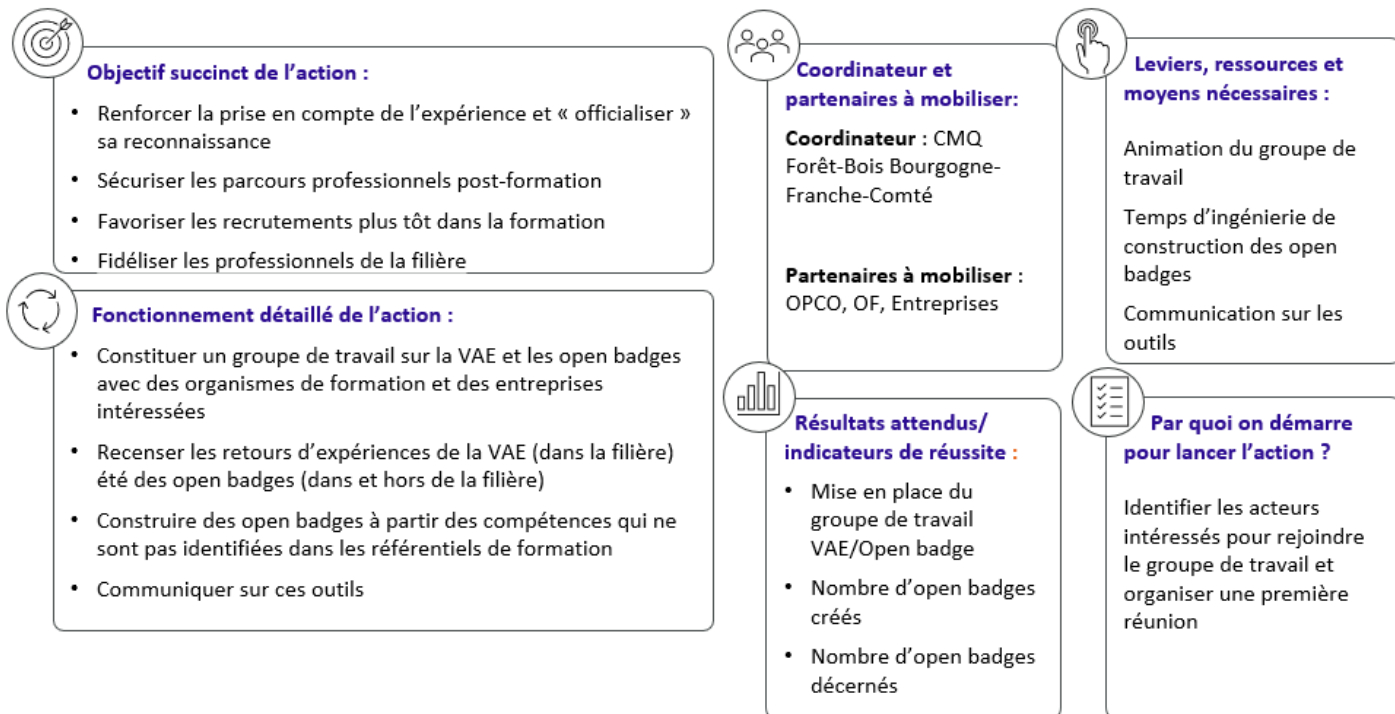 Objectif succinct de l’action :
• Renforcer la prise en compte de l’expérience et « officialiser »
sa reconnaissance
• Sécuriser les parcours professionnels post-formation
• Favoriser les recrutements plus tôt dans la formation
• Fidéliser les professionnels de la filière
Fonctionnement détaillé de l’action :
• Constituer un groupe de travail sur la VAE et les open badges
avec des organismes de formation et des entreprises
intéressées
• Recenser les retours d’expériences de la VAE (dans la filière)
été des open badges (dans et hors de la filière)
• Construire des open badges à partir des compétences qui ne
sont pas identifiées dans les référentiels de formation
• Communiquer sur ces outils
Coordinateur et
partenaires à mobiliser:
Coordinateur : CMQ
Forêt-Bois Bourgogne-
Franche-Comté
Partenaires à mobiliser :
OPCO, OF, Entreprises
Leviers, ressources et
moyens nécessaires :
Animation du groupe de
travail
Temps d’ingénierie de
construction des open
badges
Communication sur les
outils
Résultats attendus/
indicateurs de réussite :
• Mise en place du
groupe de travail
VAE/Open badge
• Nombre d’open badges
créés
• Nombre d’open badges
décernés
Par quoi on démarre
pour lancer l’action ?
Identifier les acteurs
intéressés pour rejoindre
le groupe de travail et
organiser une première
réunion